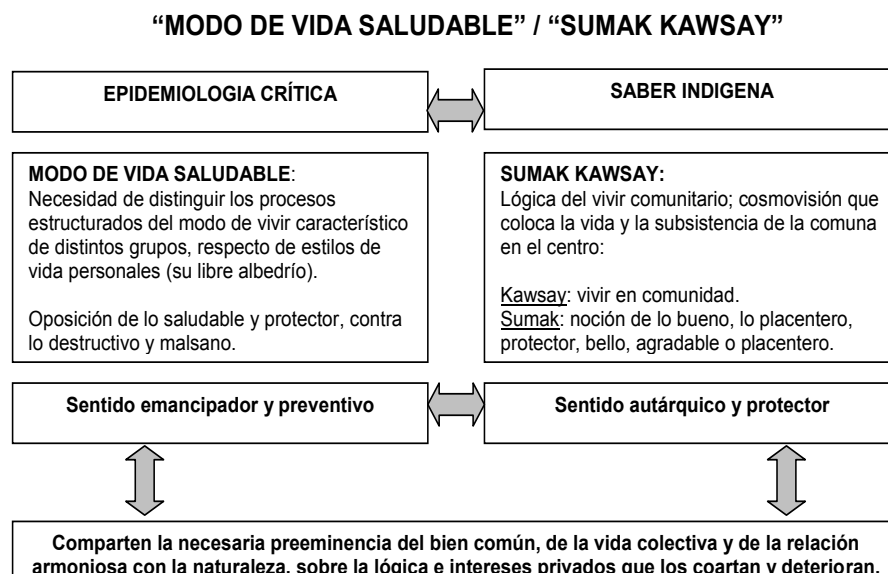 “MODO DE VIDA SALUDABLE” / “SUMAK KAWSAY”
EPIDEMIOLOGIA CRÍTICA
SABER INDIGENA
MODO DE VIDA SALUDABLE:
Necesidad de distinguir los procesos
estructurados del modo de vivir característico
de distintos grupos, respecto de estilos de
vida personales (su libre albedrío).
Oposición de lo saludable y protector, contra
lo destructivo y malsano.
SUMAK KAWSAY:
Lógica del vivir comunitario; cosmovisión que
coloca la vida y la subsistencia de la comuna
en el centro:
Kawsay: vivir en comunidad.
Sumak: noción de lo bueno, lo placentero,
protector, bello, agradable o placentero.
Sentido emancipador y preventivo
Sentido autárquico y protector
Comparten la necesaria preeminencia del bien común, de la vida colectiva y de la relación
armoniosa con la naturaleza, sobre la lógica e intereses privados que los coartan y deterioran.